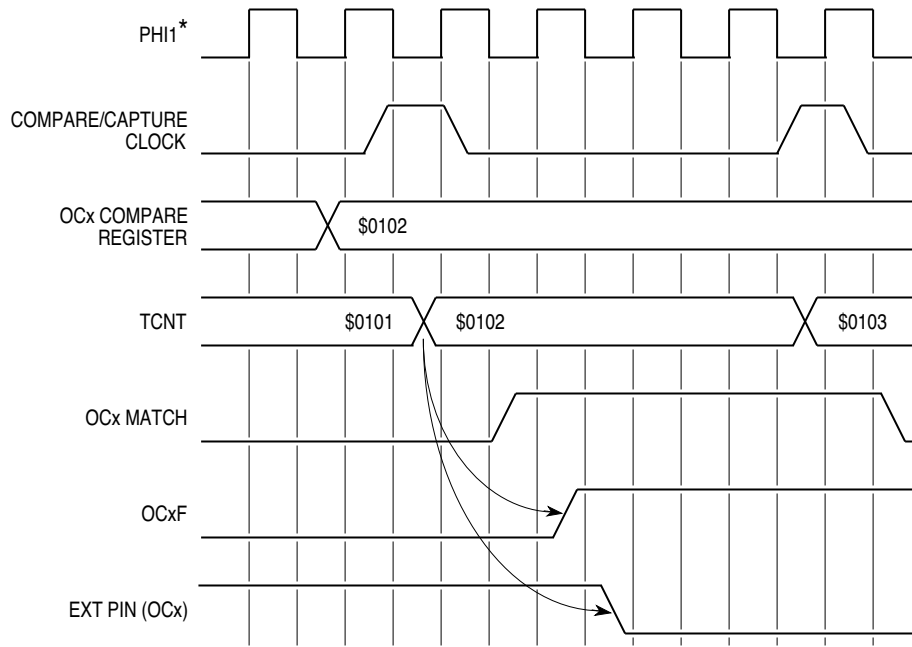 PHI1*
COMPARE/CAPTURE
CLOCK
OCx COMPARE
REGISTER
$0102
TCNT
$0101
$0102
$0103
OCx MATCH
OCxF
EXT PIN (OCx)